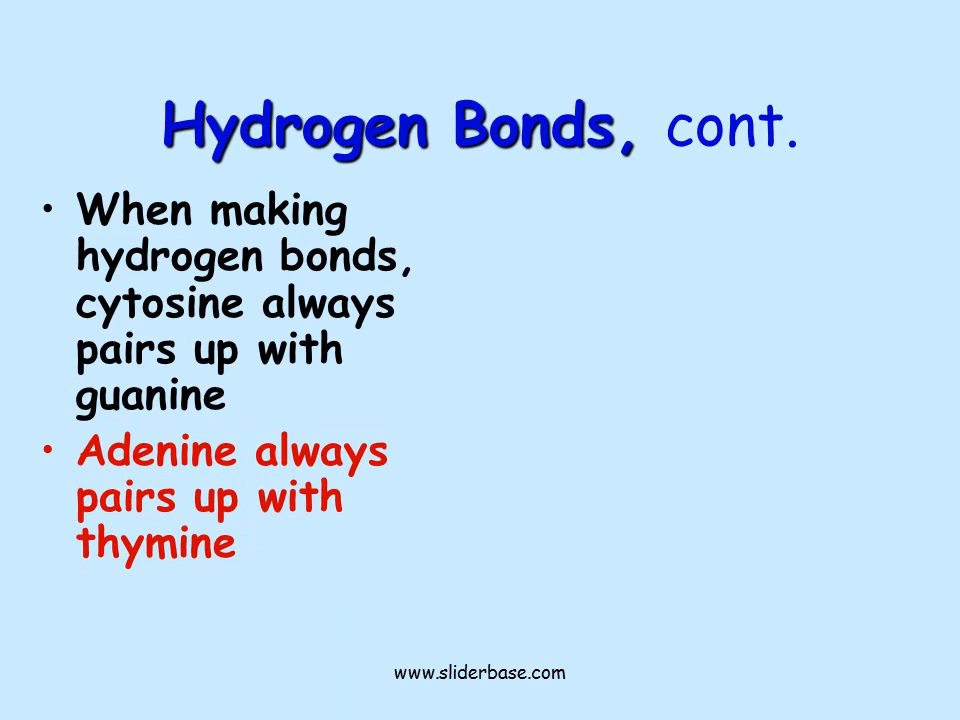 Hydrogen Bonds, cont.
• When making
hydrogen bonds,
cytosine always
pairs up with
guanine
• Adenine always
pairs up with
thymine
www.sliderbase.com